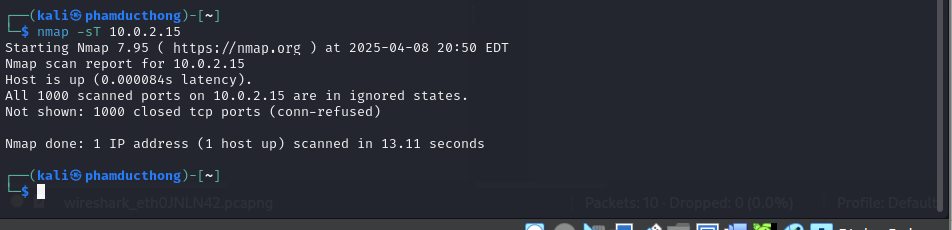 ┌──(kali㉿phamducthong)-[~]
└─$ nmap -sT 10.0.2.15
Starting Nmap 7.95 ( https://nmap.org ) at 2025-04-08 20:50 EDT
Nmap scan report for 10.0.2.15
Host is up (0.000084s latency).
All 1000 scanned ports on 10.0.2.15 are in ignored states.
Not shown: 1000 closed tcp ports (conn-refused)
Nmap done: 1 IP address (1 host up) scanned in 13.11 seconds
┌──(kali㉿phamducthong)-[~]
└─$
wireshark_eth0JNLN42.pcapng Packets: 10 · Dropped: 0 (0.0%) Profile: Default